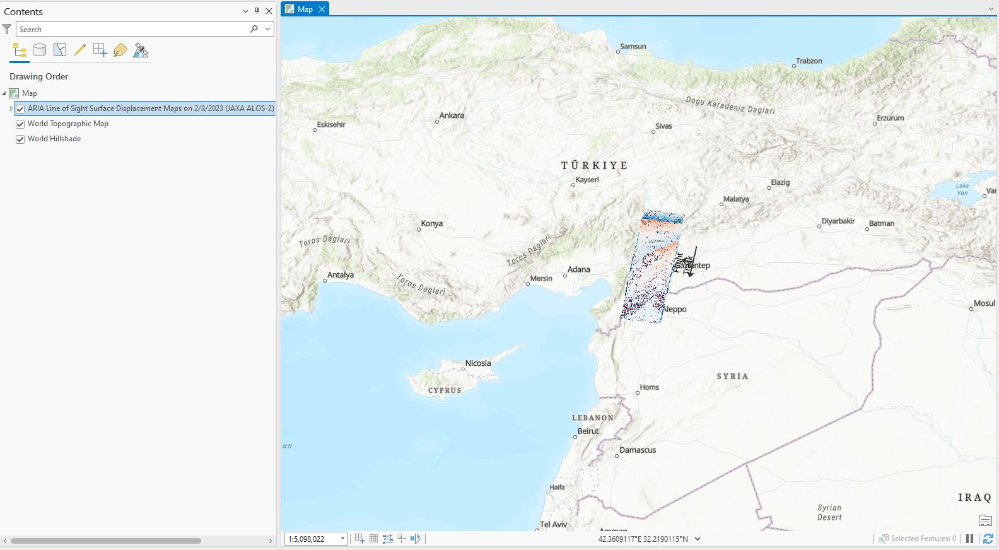 Contents
Search
Drawing Order
Map
ARIA Line of Sight Surface Displacement Maps on 2/8/2023 (JAXA ALOS-2)
World Topographic Map
World Hillshade
Map
Samsun
Trabzon
Dogu Karadeniz Daglari
Ankara
Eskisehir
Sivas
Erzurum
TÜRKIYE
Kayseri
Elazig
Lake
Van
Van
Malatya
Konya
Diyarbakir
Batman
Toros Daglari
Toros Daglari
Flight
Gaziantep
Antalya
Adana
Mersin
Toros Daglari
Aleppo
Mosul
Nicosia
CYPRUS
SYRIA
Homs
LEBANON
Beirut
an
Damascus
Haifa
IRAQ
Syrian
Desert
Tel Aviv
Amman
1:5,098,022
42.3609117°E 32.2190115°N
Selected Features: 0